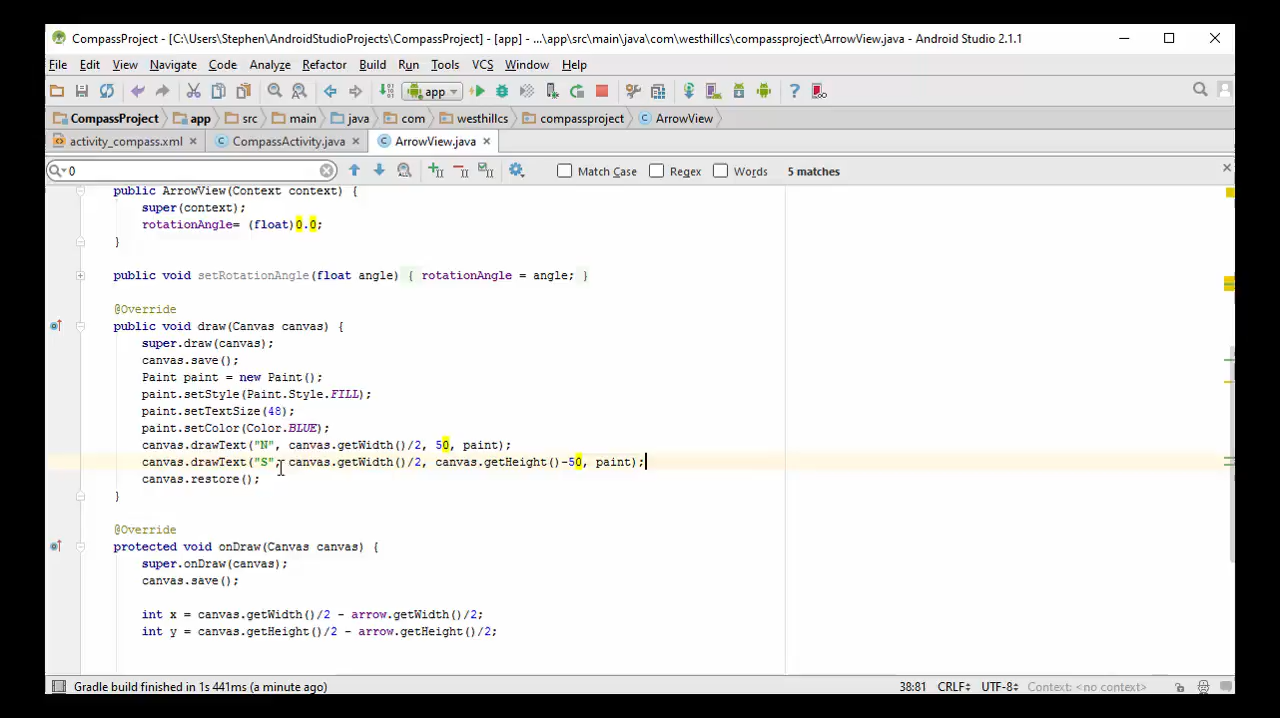 CompassProject - [C:\Users\Stephen\AndroidStudioProjects\CompassProject] - [app] - ...\app\src\main\java\com\westhillcs\compassproject\ArrowView.java - Android Studio 2.1.1
File Edit View Navigate Code Analyze Refactor Build Run Tools VCS Window Help
app
CompassProject app src main java com westhillcs compassproject ArrowView
activity_compass.xml CompassActivity.java ArrowView.java
0 Match Case Regex Words 5 matches
public ArrowView(Context context) {
super(context);
rotationAngle= (float)0.0;
}
public void setRotationAngle(float angle) { rotationAngle = angle; }
@Override
public void draw(Canvas canvas) {
super.draw(canvas);
canvas.save();
Paint paint = new Paint();
paint.setStyle(Paint.Style.FILL);
paint.setTextSize(48);
paint.setColor(Color.BLUE);
canvas.drawText("N", canvas.getWidth()/2, 50, paint);
canvas.drawText("S", canvas.getWidth()/2, canvas.getHeight()-50, paint);
canvas.restore();
}
@Override
protected void onDraw(Canvas canvas) {
super.onDraw(canvas);
canvas.save();
int x = canvas.getWidth()/2 - arrow.getWidth()/2;
int y = canvas.getHeight()/2 - arrow.getHeight()/2;
Gradle build finished in 1s 441ms (a minute ago) 38:81 CRLF UTF-8 Context: <no context>